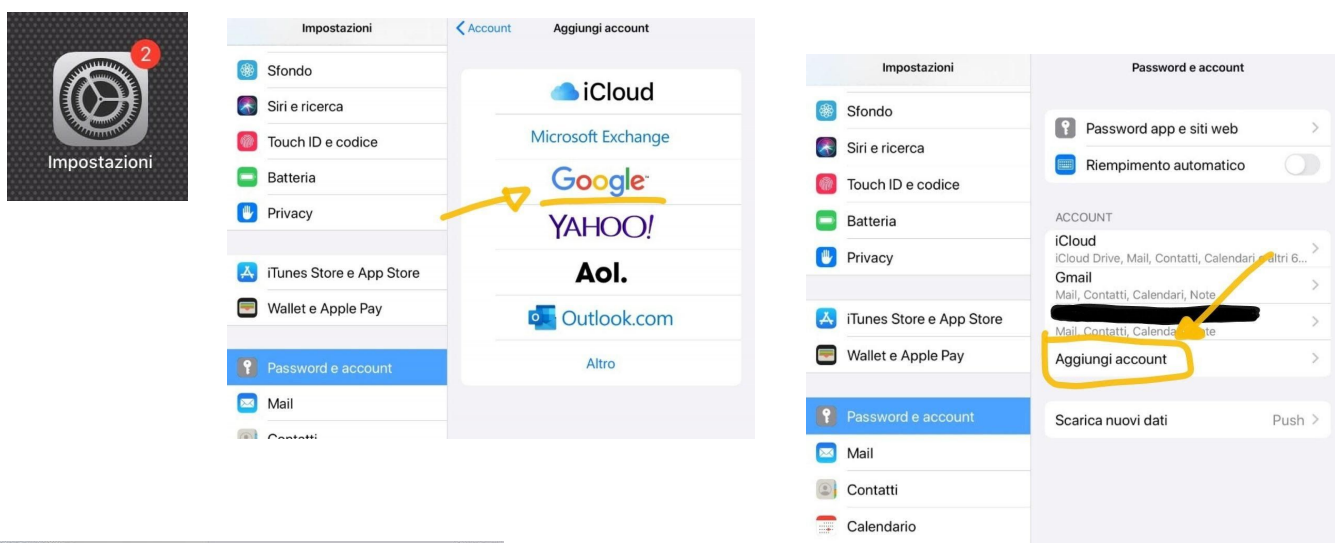 2
Impostazioni
Impostazioni
Sfondo
Siri e ricerca
Touch ID e codice
Batteria
Privacy
iTunes Store e App Store
Wallet e Apple Pay
Password e account
Mail
Account
Aggiungi account
iCloud
Microsoft Exchange
Google
YAHOO!
Aol.
Outlook.com
Altro
Impostazioni
Sfondo
Siri e ricerca
Touch ID e codice
Batteria
Privacy
iTunes Store e App Store
Wallet e Apple Pay
Password e account
Mail
Contatti
Calendario
Password e account
Password app e siti web
Riempimento automatico
ACCOUNT
iCloud
iCloud Drive, Mail, Contatti, Calendari e altri 6...
Gmail
Mail, Contatti, Calendari, Note
Mail, Contatti,
Aggiungi account
Scarica nuovi dati
Push